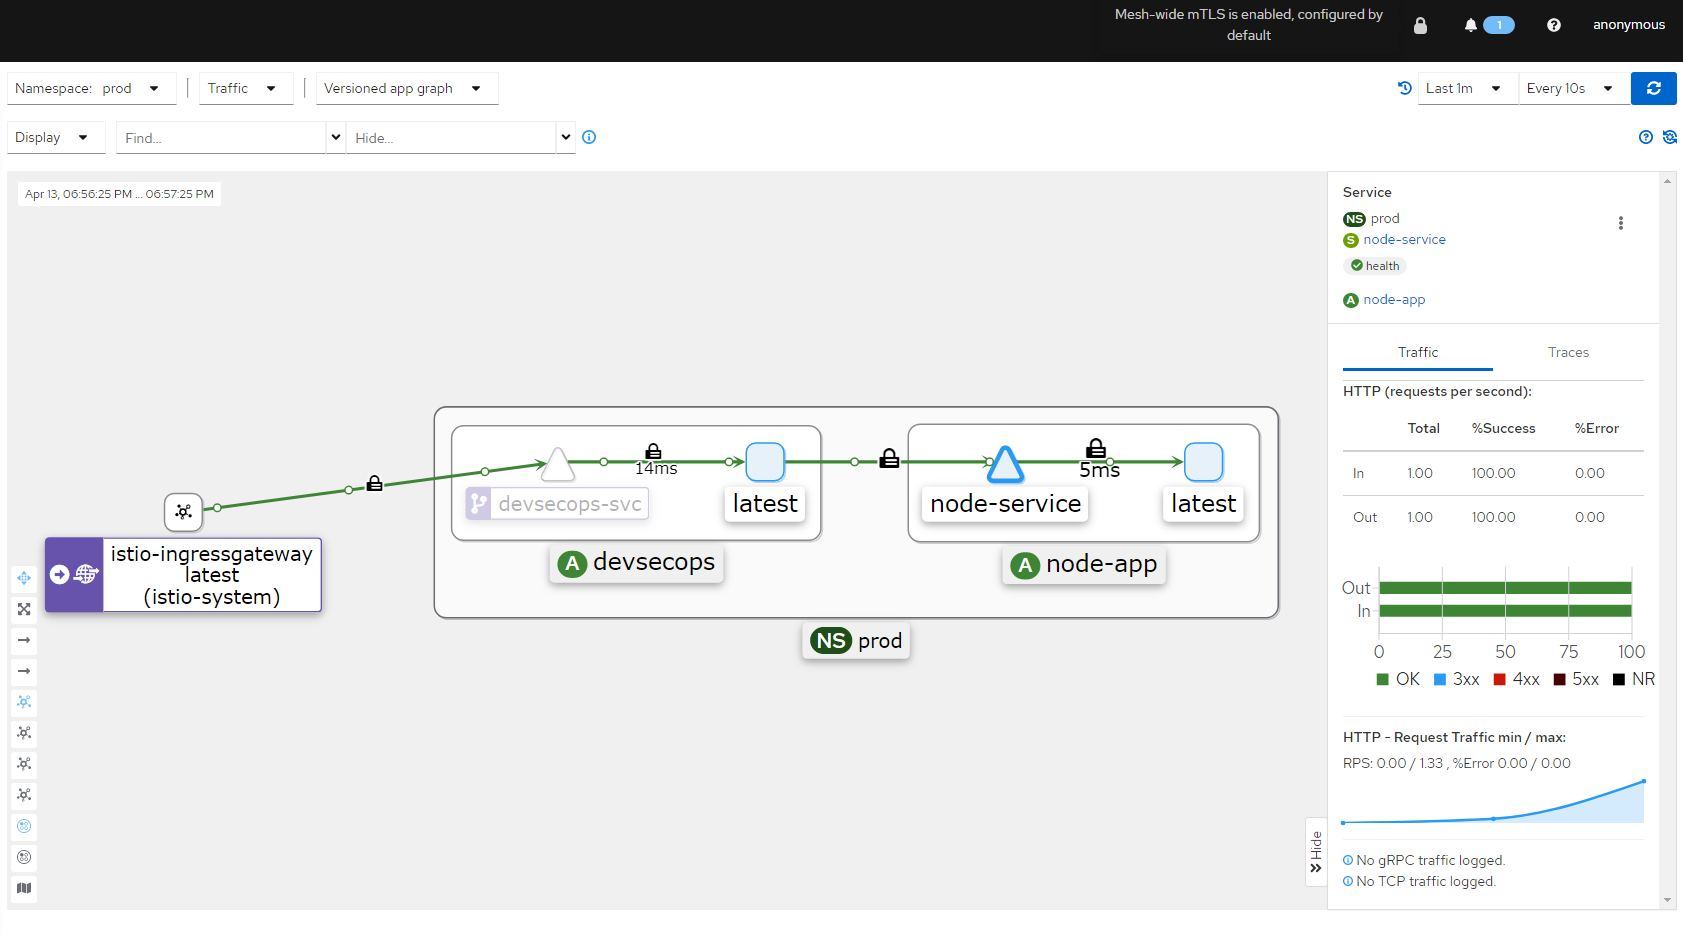 Mesh-wide mTLS is enabled, configured by
default
1
anonymous
Namespace: prod
Traffic
Versioned app graph
Last 1m
Every 10s
Display
Find...
Hide...
Apr 13, 06:56:25 PM ... 06:57:25 PM
14ms
5ms
devsecops-svc
latest
node-service
latest
A devsecops
A node-app
istio-ingressgateway
latest
(istio-system)
NS prod
Hide
Service
NS prod
S node-service
health
A node-app
Traffic
Traces
HTTP (requests per second):
Total %Success %Error
In 1.00 100.00 0.00
Out 1.00 100.00 0.00
Out
In
0 25 50 75 100
OK 3xx 4xx 5xx NR
HTTP - Request Traffic min / max:
RPS: 0.00 / 1.33 , %Error 0.00 / 0.00
No gRPC traffic logged.
No TCP traffic logged.